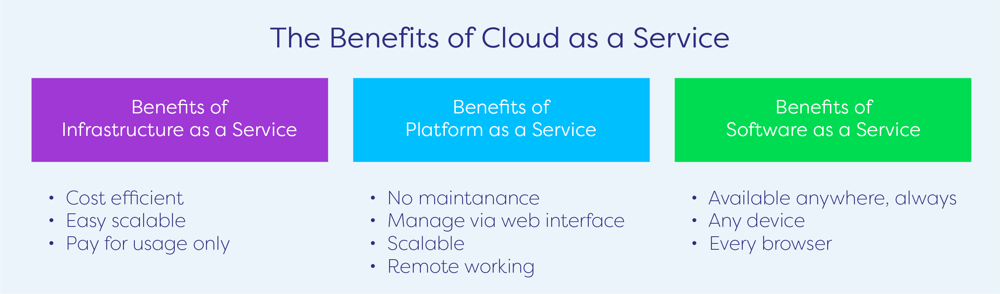 The Benefits of Cloud as a Service
Benefits of
Infrastructure as a Service
• Cost efficient
• Easy scalable
• Pay for usage only
Benefits of
Platform as a Service
• No maintanance
• Manage via web interface
• Scalable
• Remote working
Benefits of
Software as a Service
• Available anywhere, always
• Any device
• Every browser